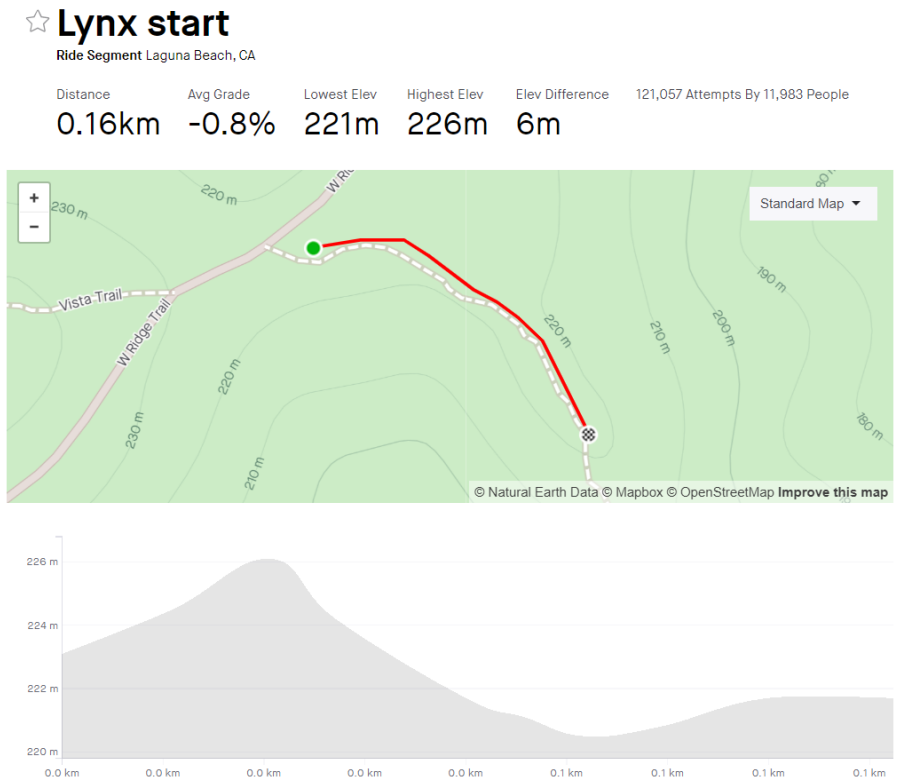 Lynx start
Ride Segment Laguna Beach, CA
Distance Avg Grade Lowest Elev Highest Elev Elev Difference 121,057 Attempts By 11,983 People
0.16km -0.8% 221m 226m 6m
+
−
Standard Map
230 m
220 m
W Ri
80 m
190 m
Vista Trail
W Ridge Trail
220 m
210 m
200 m
220 m
230 m
180 m
210 m
© Natural Earth Data © Mapbox © OpenStreetMap Improve this map
226 m
224 m
222 m
220 m
0.0 km 0.0 km 0.0 km 0.0 km 0.0 km 0.1 km 0.1 km 0.1 km 0.1 km